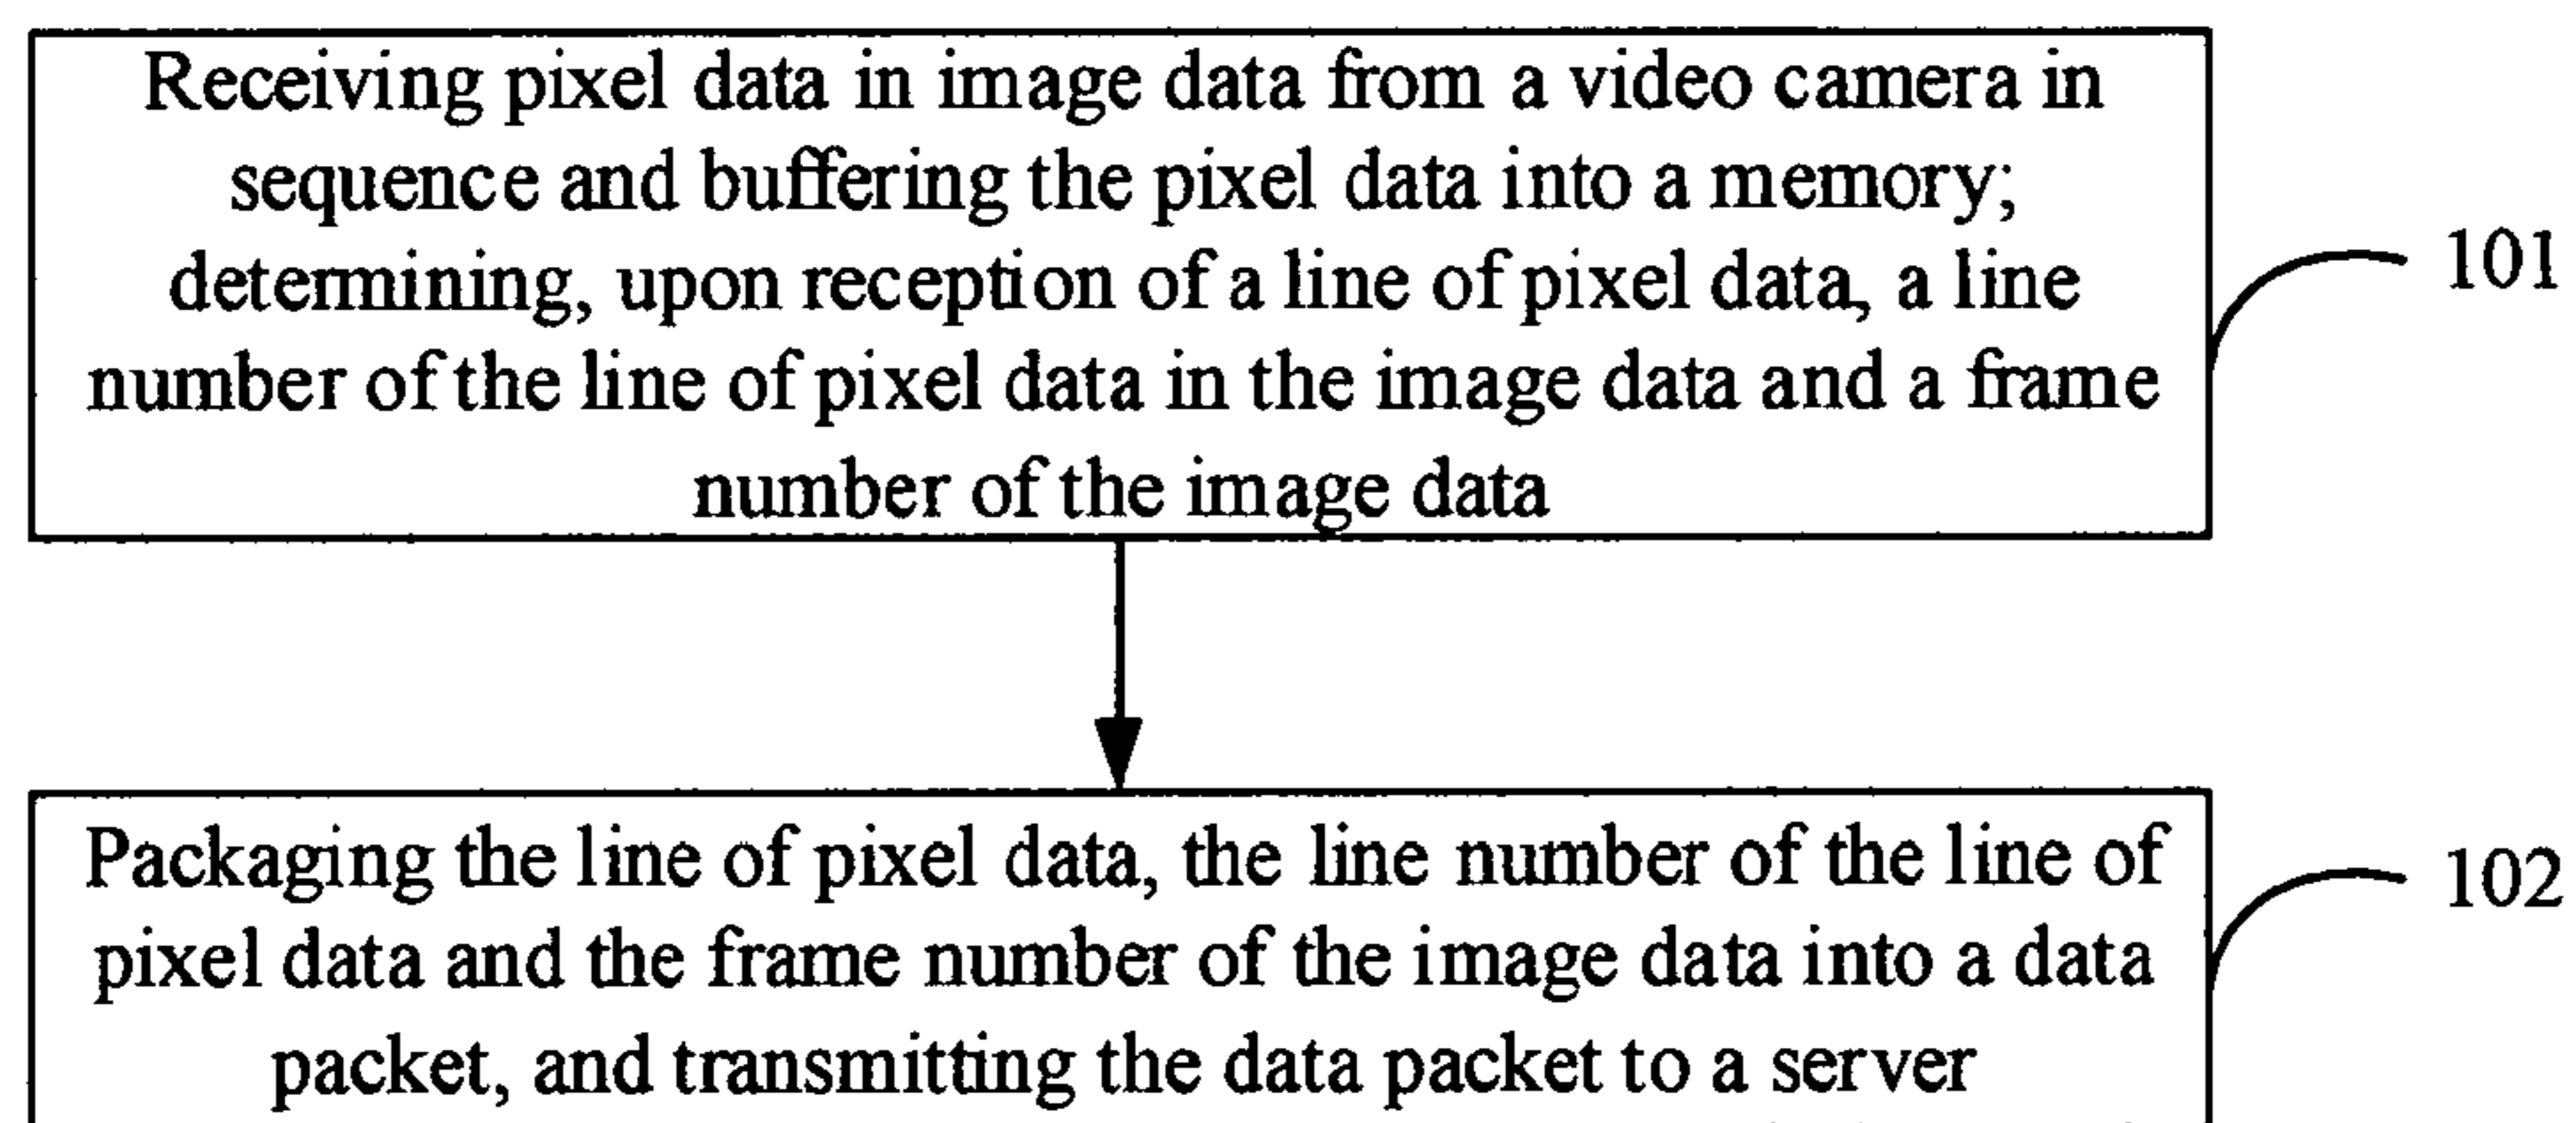 Receiving pixel data in image data from a video camera in
sequence and buffering the pixel data into a memory;
determining, upon reception of a line of pixel data, a line
number of the line of pixel data in the image data and a frame
number of the image data
101
Packaging the line of pixel data, the line number of the line of
pixel data and the frame number of the image data into a data
packet, and transmitting the data packet to a server
102